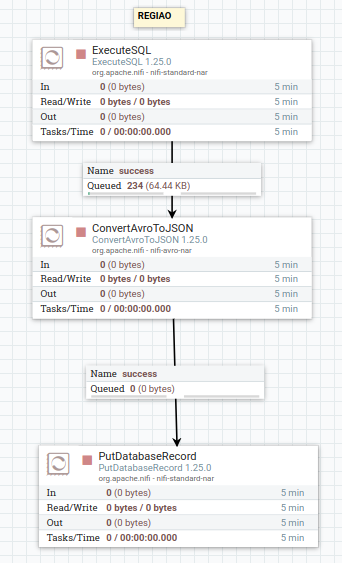 REGIAO
ExecuteSQL
ExecuteSQL 1.25.0
org.apache.nifi - nifi-standard-nar
In 0 (0 bytes) 5 min
Read/Write 0 bytes / 0 bytes 5 min
Out 0 (0 bytes) 5 min
Tasks/Time 0 / 00:00:00.000 5 min
Name success
Queued 234 (64.44 KB)
ConvertAvroToJSON
ConvertAvroToJSON 1.25.0
org.apache.nifi - nifi-avro-nar
In 0 (0 bytes) 5 min
Read/Write 0 bytes / 0 bytes 5 min
Out 0 (0 bytes) 5 min
Tasks/Time 0 / 00:00:00.000 5 min
Name success
Queued 0 (0 bytes)
PutDatabaseRecord
PutDatabaseRecord 1.25.0
org.apache.nifi - nifi-standard-nar
In 0 (0 bytes) 5 min
Read/Write 0 bytes / 0 bytes 5 min
Out 0 (0 bytes) 5 min
Tasks/Time 0 / 00:00:00.000 5 min